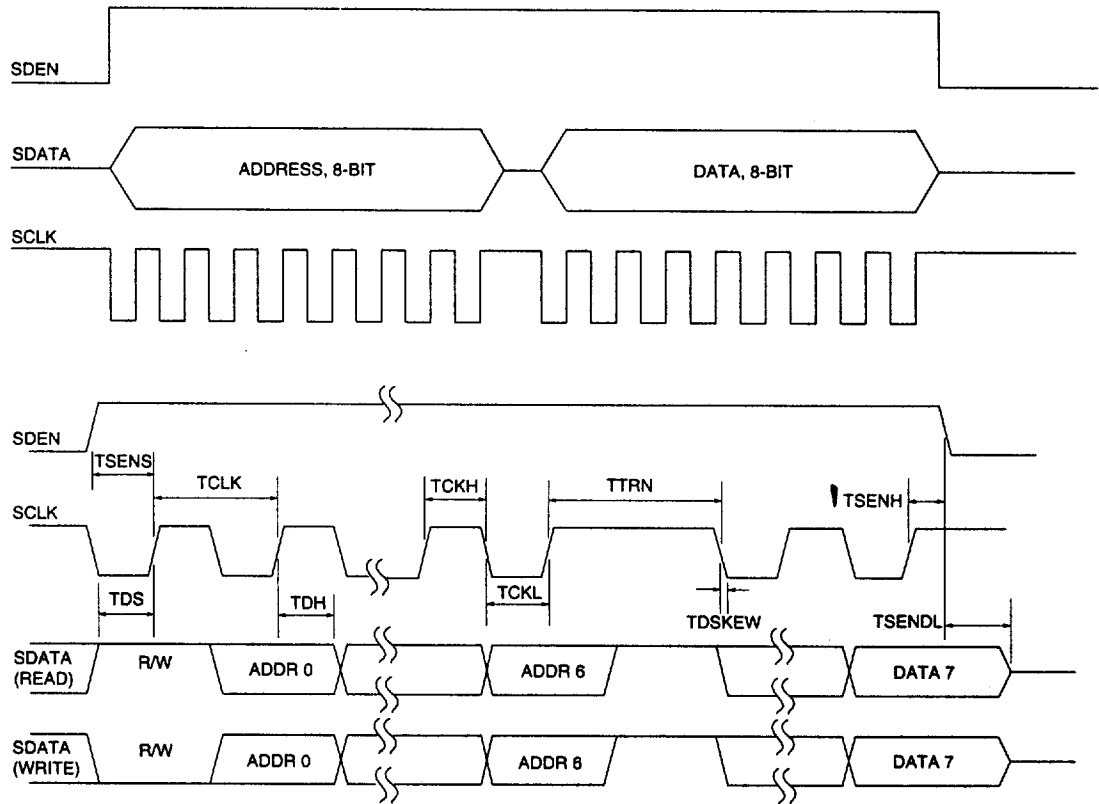 SDEN
SDATA
ADDRESS, 8-BIT
DATA, 8-BIT
SCLK
SDEN
TSENS
TCLK
TCKH
TTRN
TSENH
SCLK
TDS
TDH
TCKL
TDSKEW
TSENDL
SDATA
(READ)
R/W
ADDR 0
ADDR 6
DATA 7
SDATA
(WRITE)
R/W
ADDR 0
ADDR 6
DATA 7